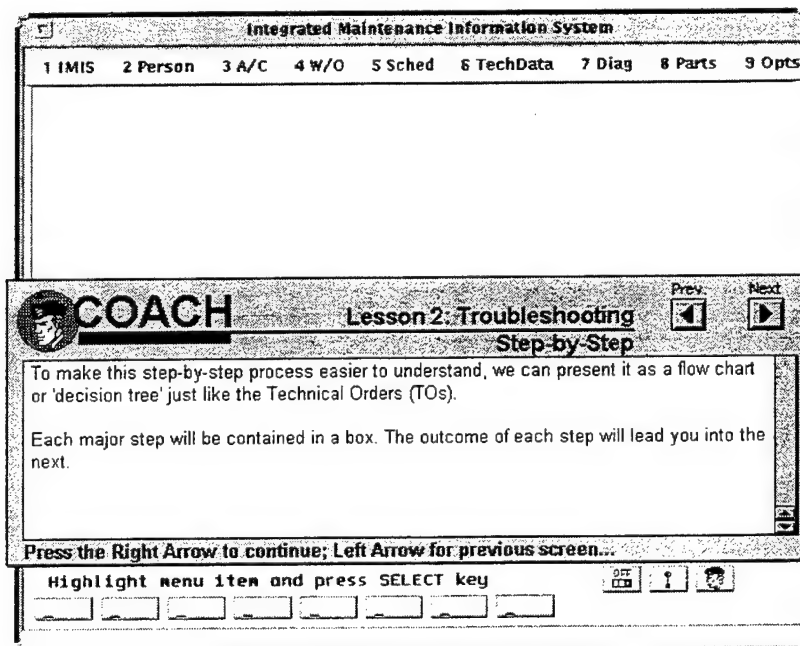 Integrated Maintenance Information System
1 IMIS 2 Person 3 A/C 4 W/O 5 Sched 6 TechData 7 Diag 8 Parts 9 Opts
Prev. Next
COACH
Lesson 2: Troubleshooting
Step-by-Step
To make this step-by-step process easier to understand, we can present it as a flow chart
or 'decision tree' just like the Technical Orders (TOs).
Each major step will be contained in a box. The outcome of each step will lead you into the
next.
Press the Right Arrow to continue; Left Arrow for previous screen...
Highlight menu item and press SELECT key
OFF